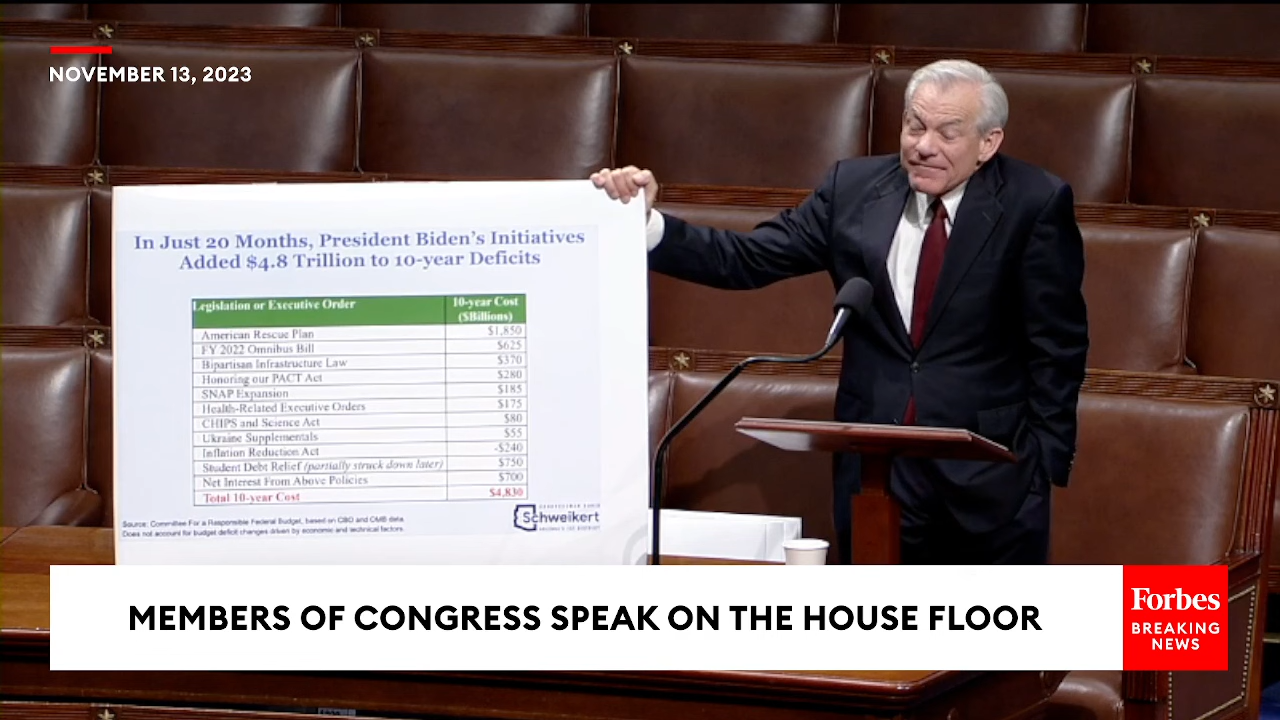 NOVEMBER 13, 2023
In Just 20 Months, President Biden's Initiatives
Added $4.8 Trillion to 10-year Deficits
Legislation or Executive Order 10-year Cost
($Billions)
American Rescue Plan $1,850
FY 2022 Omnibus Bill $625
Bipartisan Infrastructure Law $370
Honoring our PACT Act $280
SNAP Expansion $185
Health-Related Executive Orders $175
CHIPS and Science Act $80
Ukraine Supplementals $55
Inflation Reduction Act -$240
Student Debt Relief (partially struck down later) $750
Net Interest From Above Policies $700
Total 10-year Cost $4,830
Source: Committee For a Responsible Federal Budget, based on CBO and OMB data.
Does not account for budget deficit changes driven by economic and technical factors.
Schweikert
MEMBERS OF CONGRESS SPEAK ON THE HOUSE FLOOR
Forbes
BREAKING
NEWS